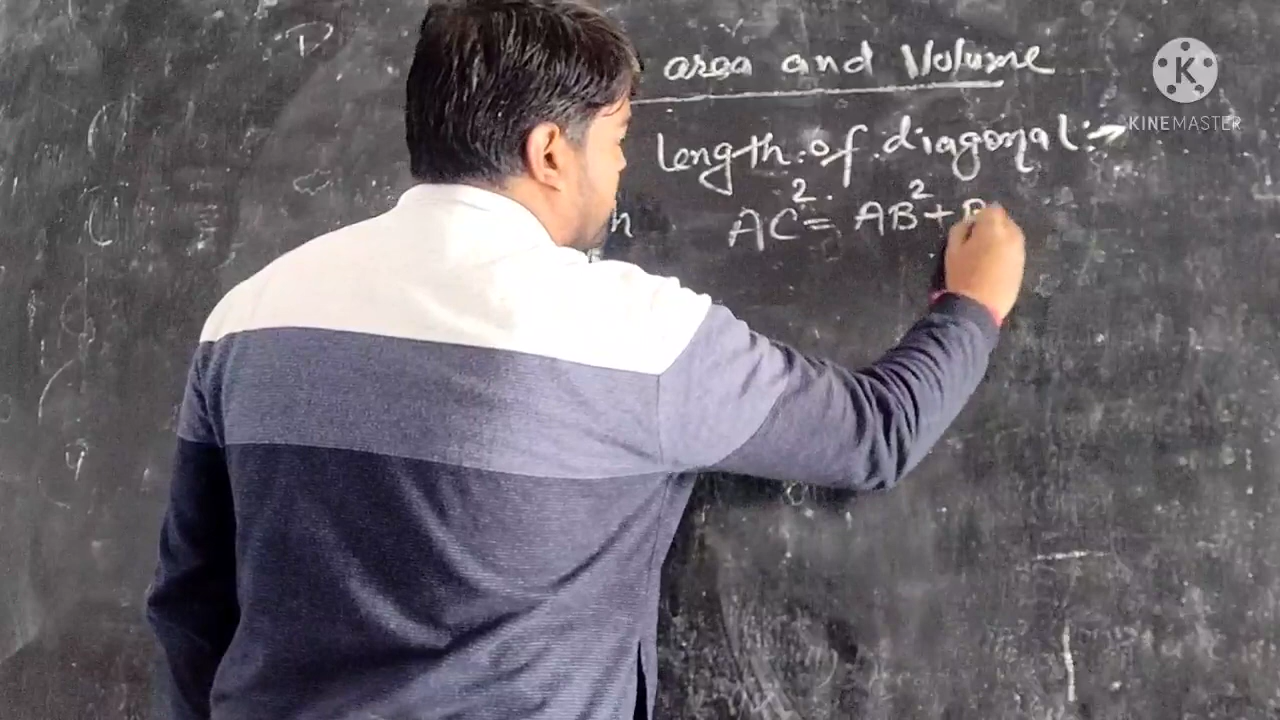 area and Volume
K
KINEMASTER
length of diagonal:→
AC²= AB²+